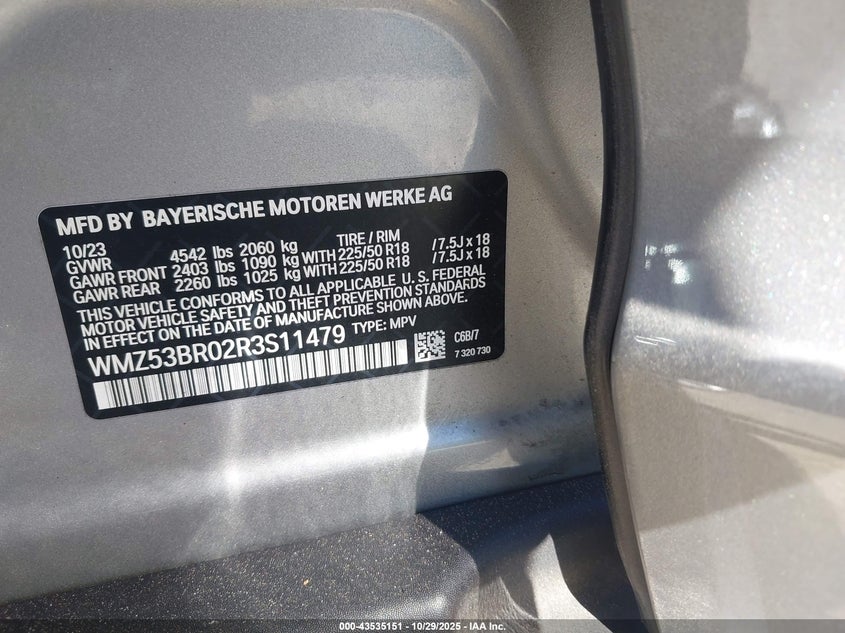 MFD BY BAYERISCHE MOTOREN WERKE AG
10/23 TIRE / RIM
GVWR 4542 lbs 2060 kg
GAWR FRONT 2403 lbs 1090 kg WITH 225/50 R18 /7.5J x 18
GAWR REAR 2260 lbs 1025 kg WITH 225/50 R18 /7.5J x 18
THIS VEHICLE CONFORMS TO ALL APPLICABLE U.S. FEDERAL
MOTOR VEHICLE SAFETY AND THEFT PREVENTION STANDARDS
IN EFFECT ON THE DATE OF MANUFACTURE SHOWN ABOVE.
WMZ53BR02R3S11479 TYPE: MPV
C6B/7
7 320 730
000-43535151 | 10/29/2025 - IAA Inc.